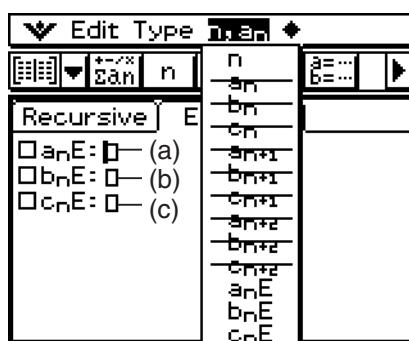 Edit Type n,aₙ
+-/× Σan n a=… b=…
Recursive E
aₙE: (a)
bₙE: (b)
cₙE: (c)
n
aₙ
bₙ
cₙ
aₙ₊₁
bₙ₊₁
cₙ₊₁
aₙ₊₂
bₙ₊₂
cₙ₊₂
aₙE
bₙE
cₙE